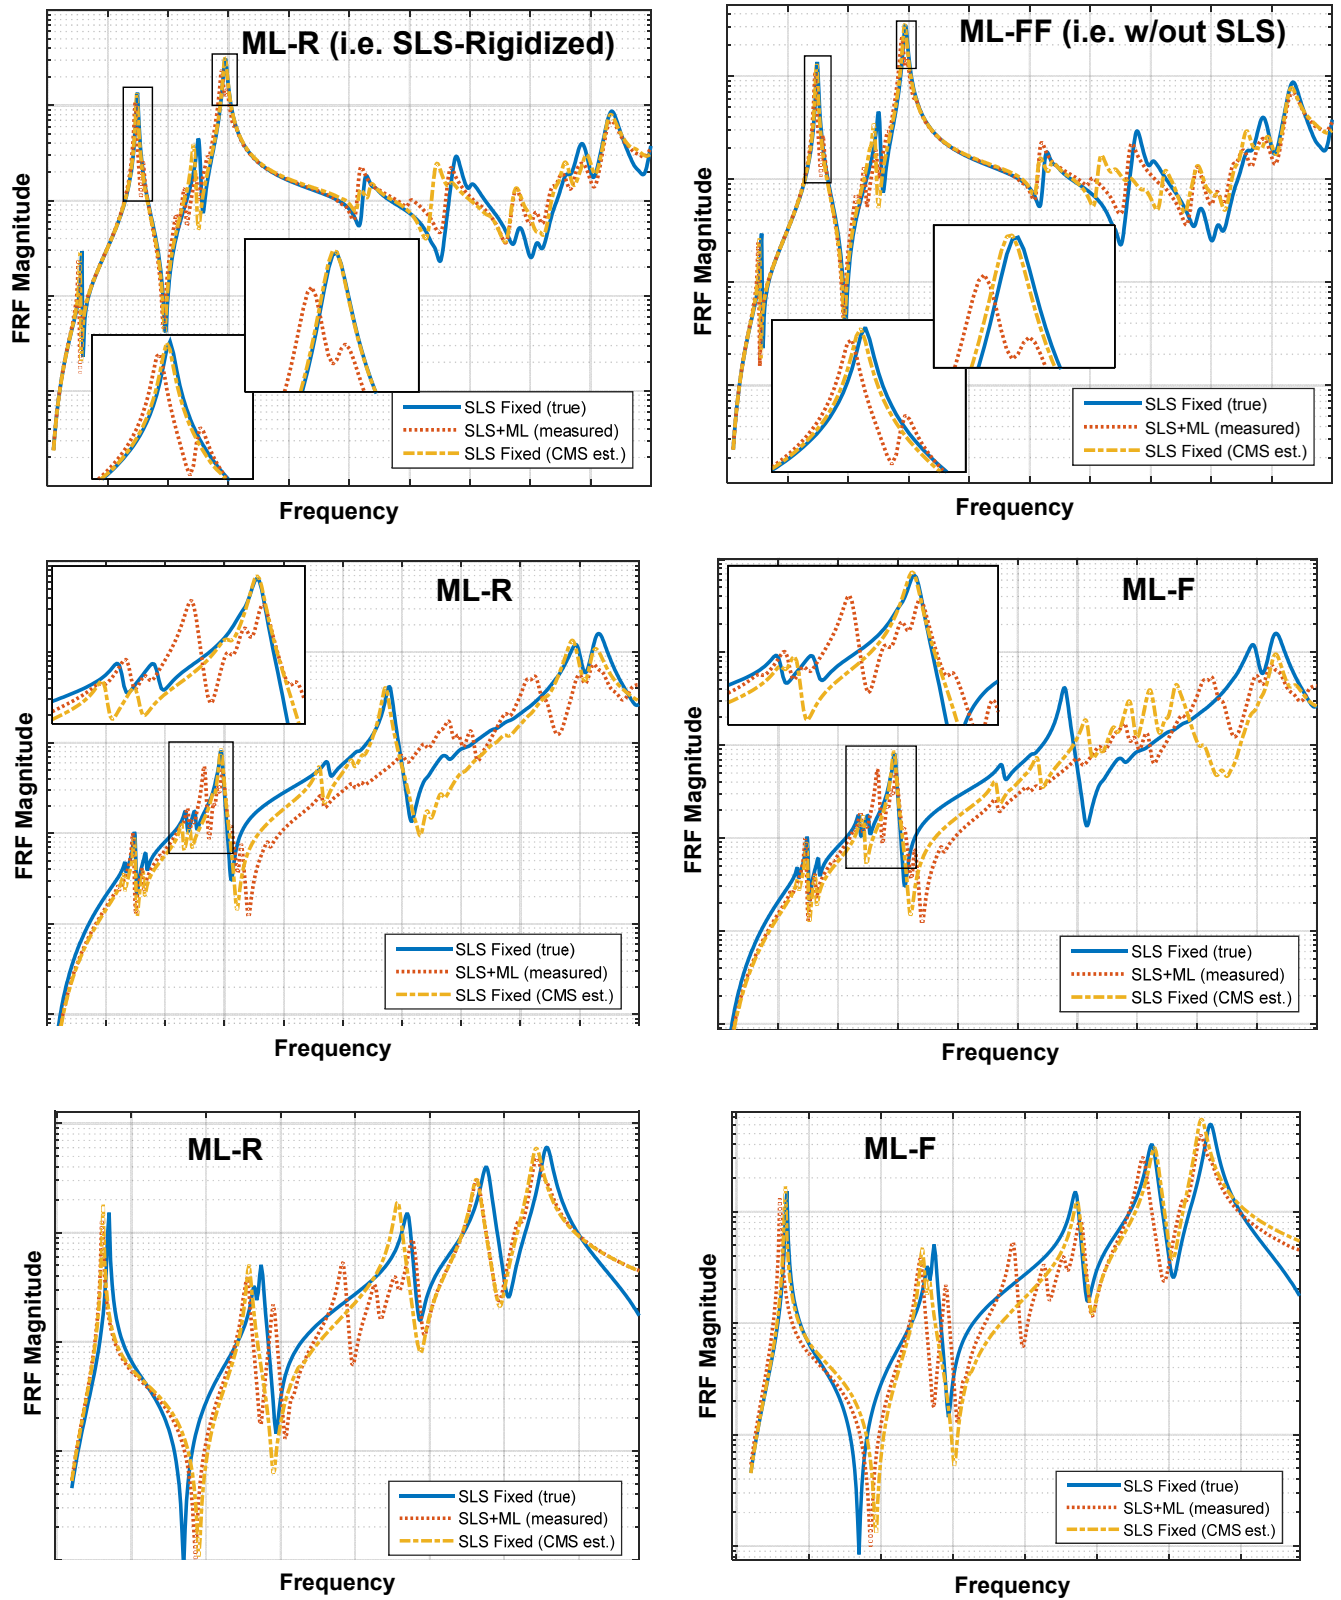 ML-R (i.e. SLS-Rigidized)
FRF Magnitude
SLS Fixed (true)
SLS+ML (measured)
SLS Fixed (CMS est.)
Frequency
ML-FF (i.e. w/out SLS)
FRF Magnitude
SLS Fixed (true)
SLS+ML (measured)
SLS Fixed (CMS est.)
Frequency
ML-R
FRF Magnitude
SLS Fixed (true)
SLS+ML (measured)
SLS Fixed (CMS est.)
Frequency
ML-F
FRF Magnitude
SLS Fixed (true)
SLS+ML (measured)
SLS Fixed (CMS est.)
Frequency
ML-R
FRF Magnitude
SLS Fixed (true)
SLS+ML (measured)
SLS Fixed (CMS est.)
Frequency
ML-F
FRF Magnitude
SLS Fixed (true)
SLS+ML (measured)
SLS Fixed (CMS est.)
Frequency